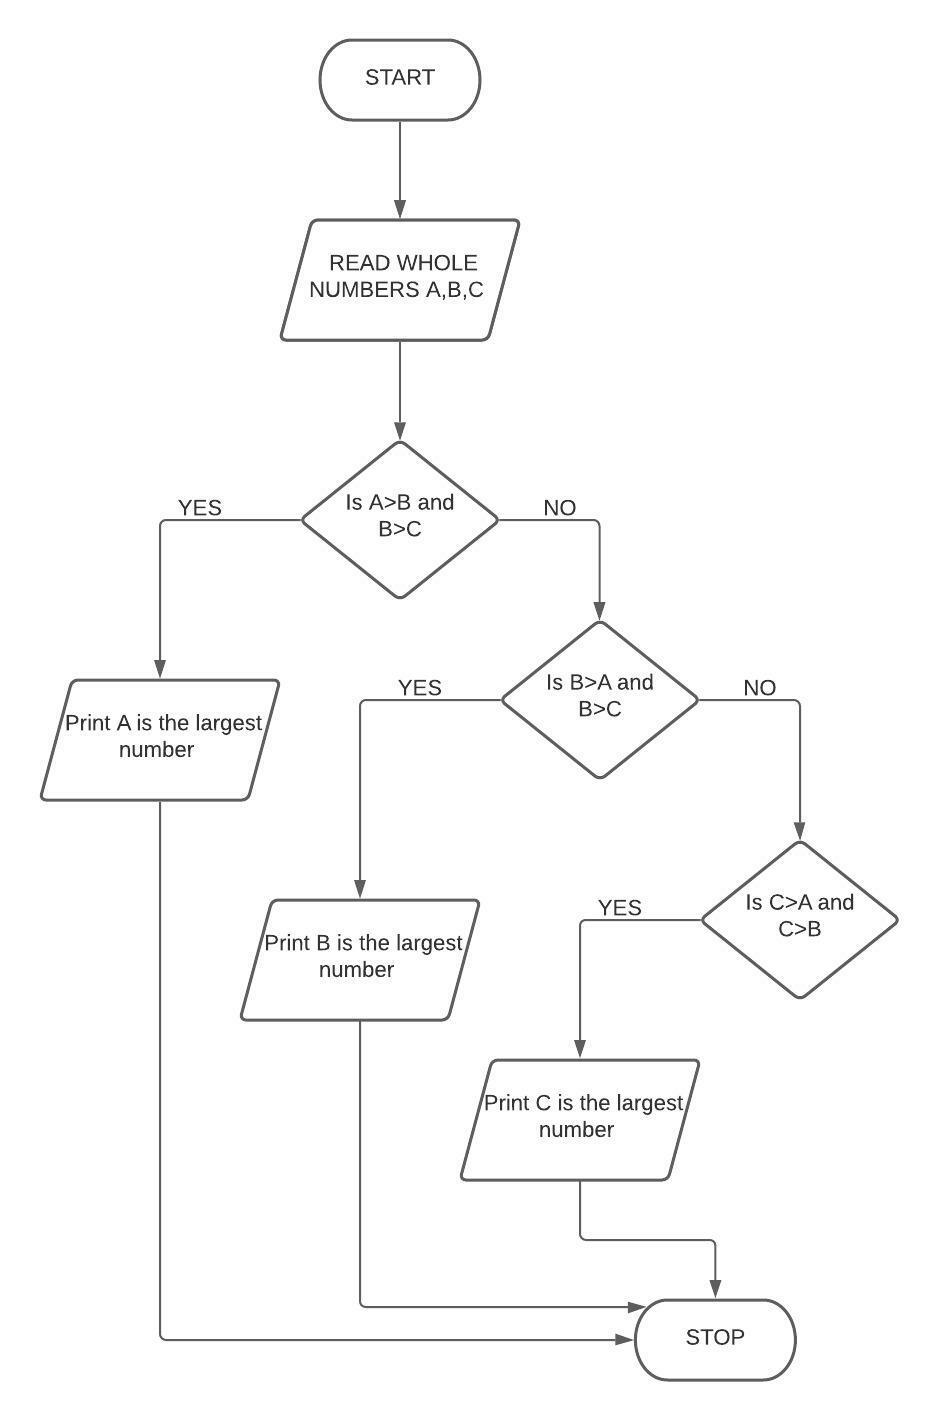 START
READ WHOLE
NUMBERS A,B,C
Is A>B and
B>C
YES
NO
Print A is the largest
number
Is B>A and
B>C
YES
NO
Print B is the largest
number
Is C>A and
C>B
YES
Print C is the largest
number
STOP